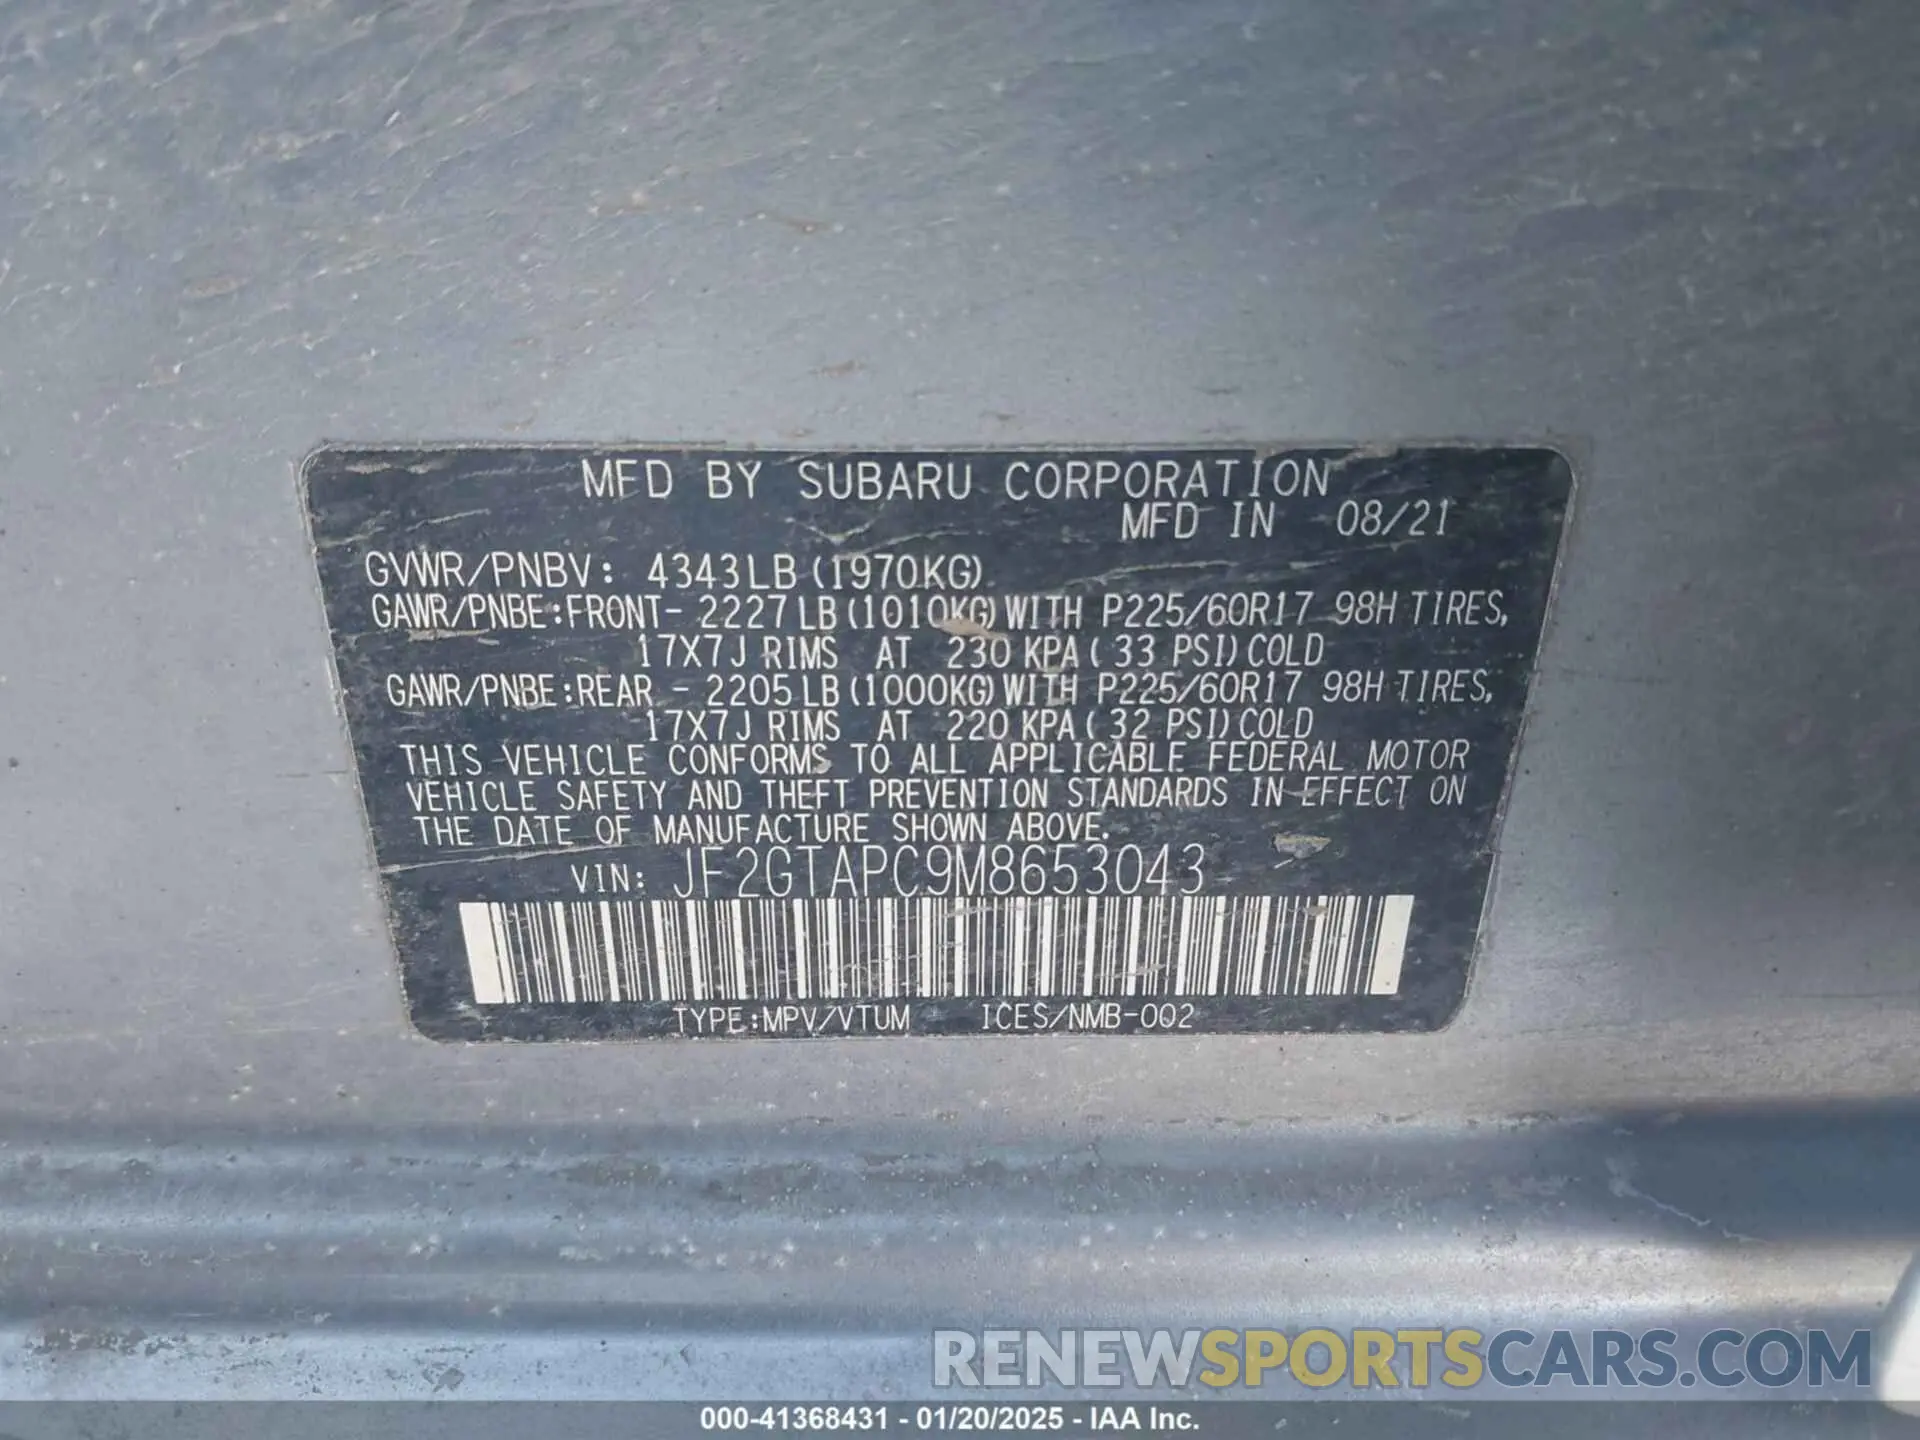 MFD BY SUBARU CORPORATION
MFD IN 08/21
GVWR/PNBV: 4343LB (1970KG)
GAWR/PNBE:FRONT- 2227LB (1010KG) WITH P225/60R17 98H TIRES,
17X7J RIMS AT 230 KPA ( 33 PSI) COLD
GAWR/PNBE:REAR - 2205LB (1000KG) WITH P225/60R17 98H TIRES,
17X7J RIMS AT 220 KPA ( 32 PSI) COLD
THIS VEHICLE CONFORMS TO ALL APPLICABLE FEDERAL MOTOR
VEHICLE SAFETY AND THEFT PREVENTION STANDARDS IN EFFECT ON
THE DATE OF MANUFACTURE SHOWN ABOVE.
VIN: JF2GTAPC9M8653043
TYPE:MPV/VTUM ICES/NMB-002
RENEWSPORTSCARS.COM
000-41368431 - 01/20/2025 - IAA Inc.